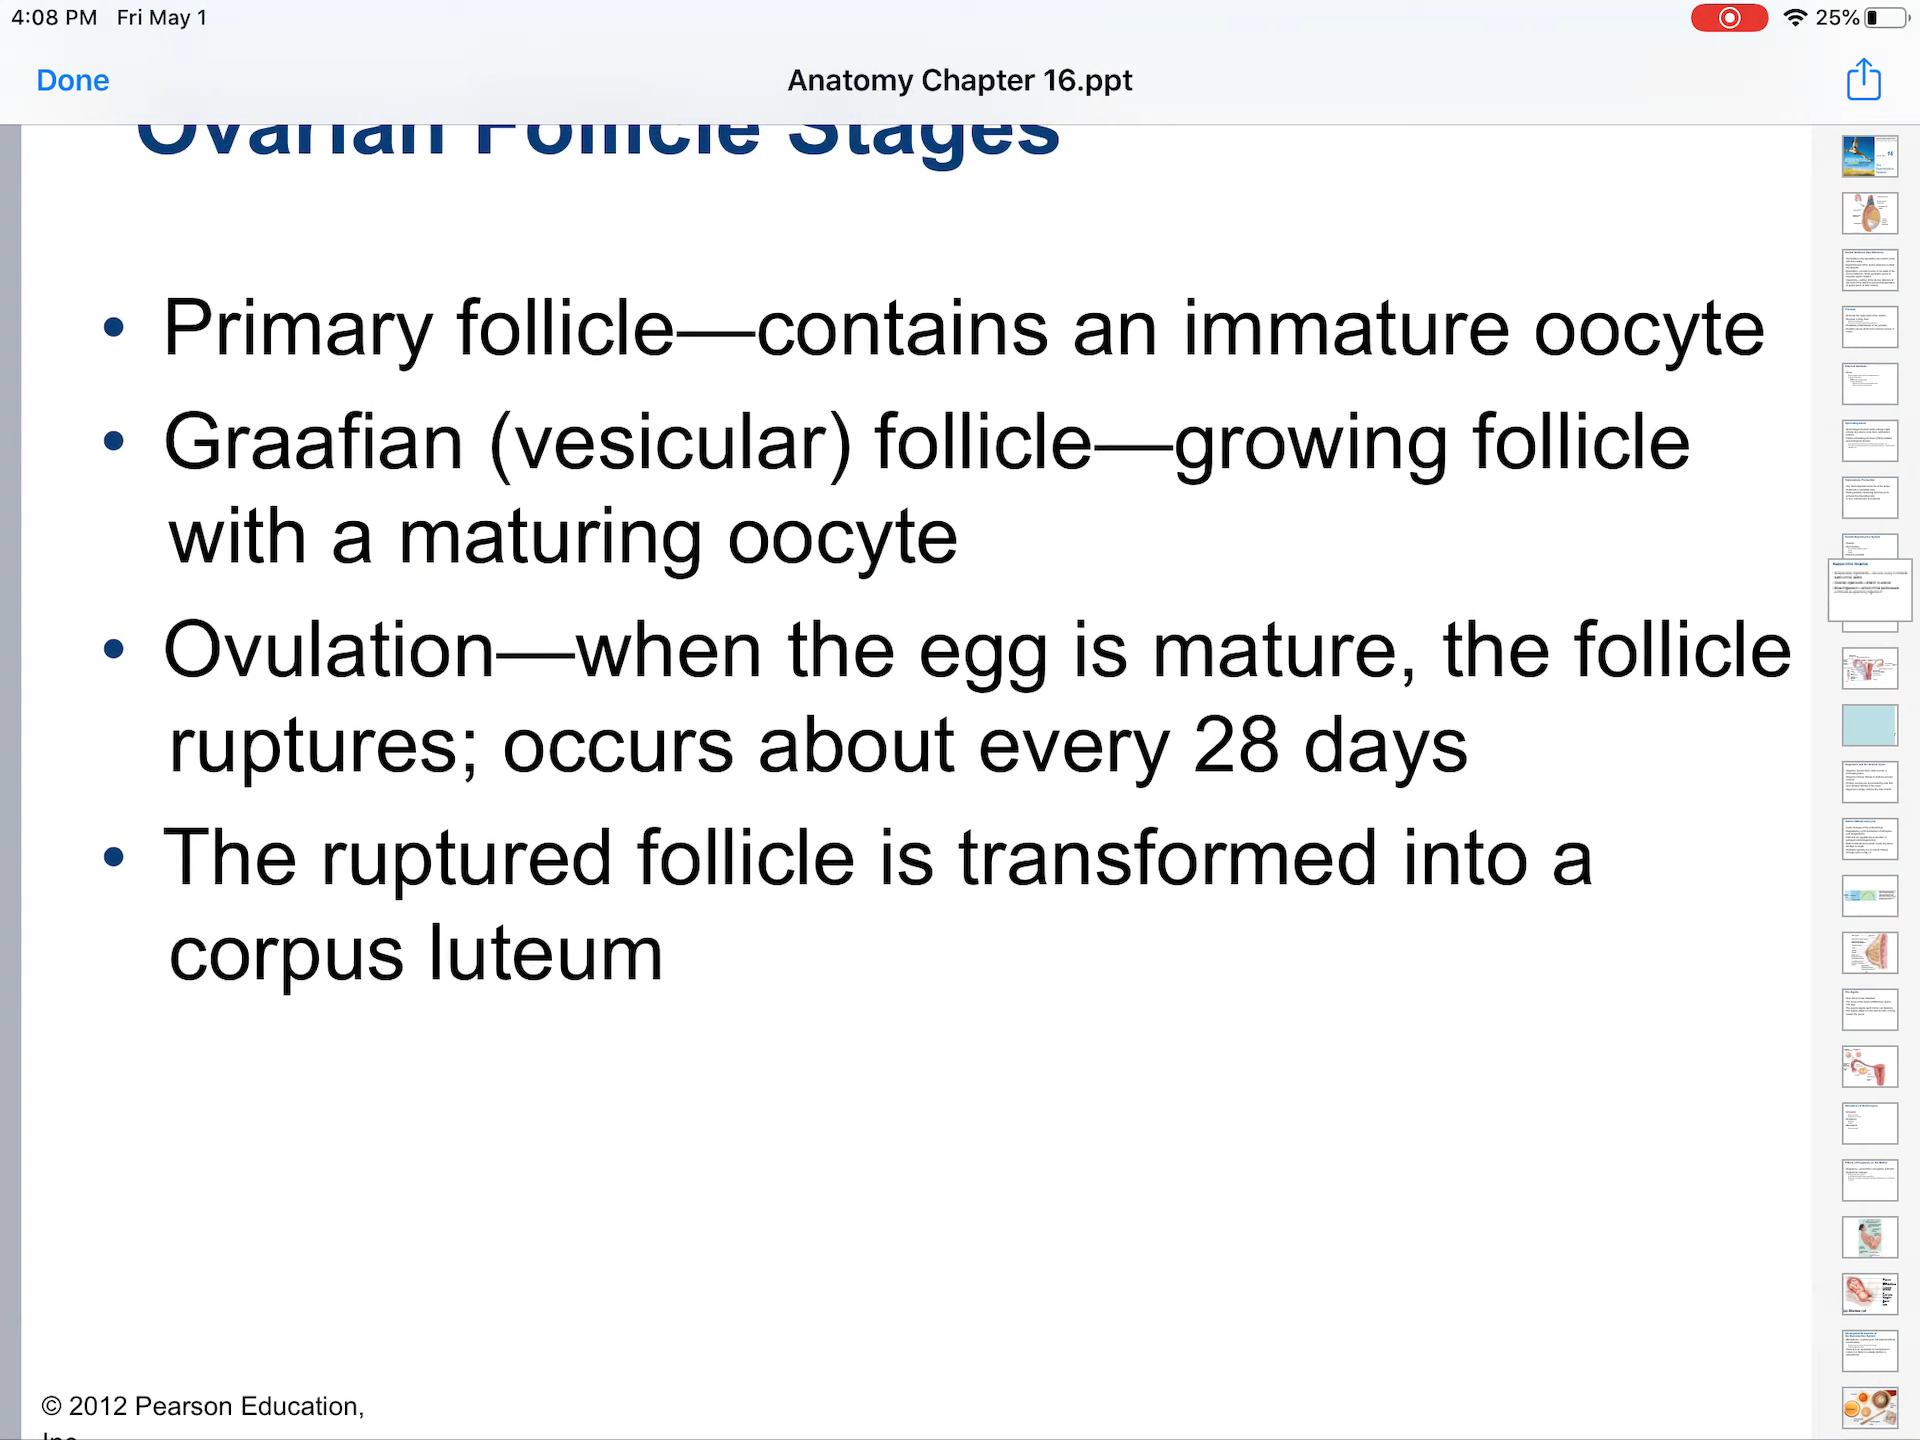 4:08 PM Fri May 1
25%
Done
Anatomy Chapter 16.ppt
Ovarian Follicle Stages
• Primary follicle—contains an immature oocyte
• Graafian (vesicular) follicle—growing follicle
with a maturing oocyte
• Ovulation—when the egg is mature, the follicle
ruptures; occurs about every 28 days
• The ruptured follicle is transformed into a
corpus luteum
© 2012 Pearson Education,
Inc.